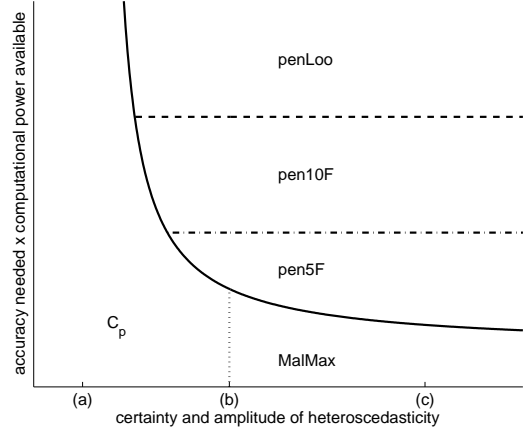 penLoo
pen10F
pen5F
C_p
MalMax
(a) (b) (c)
certainty and amplitude of heteroscedasticity
accuracy needed x computational power available